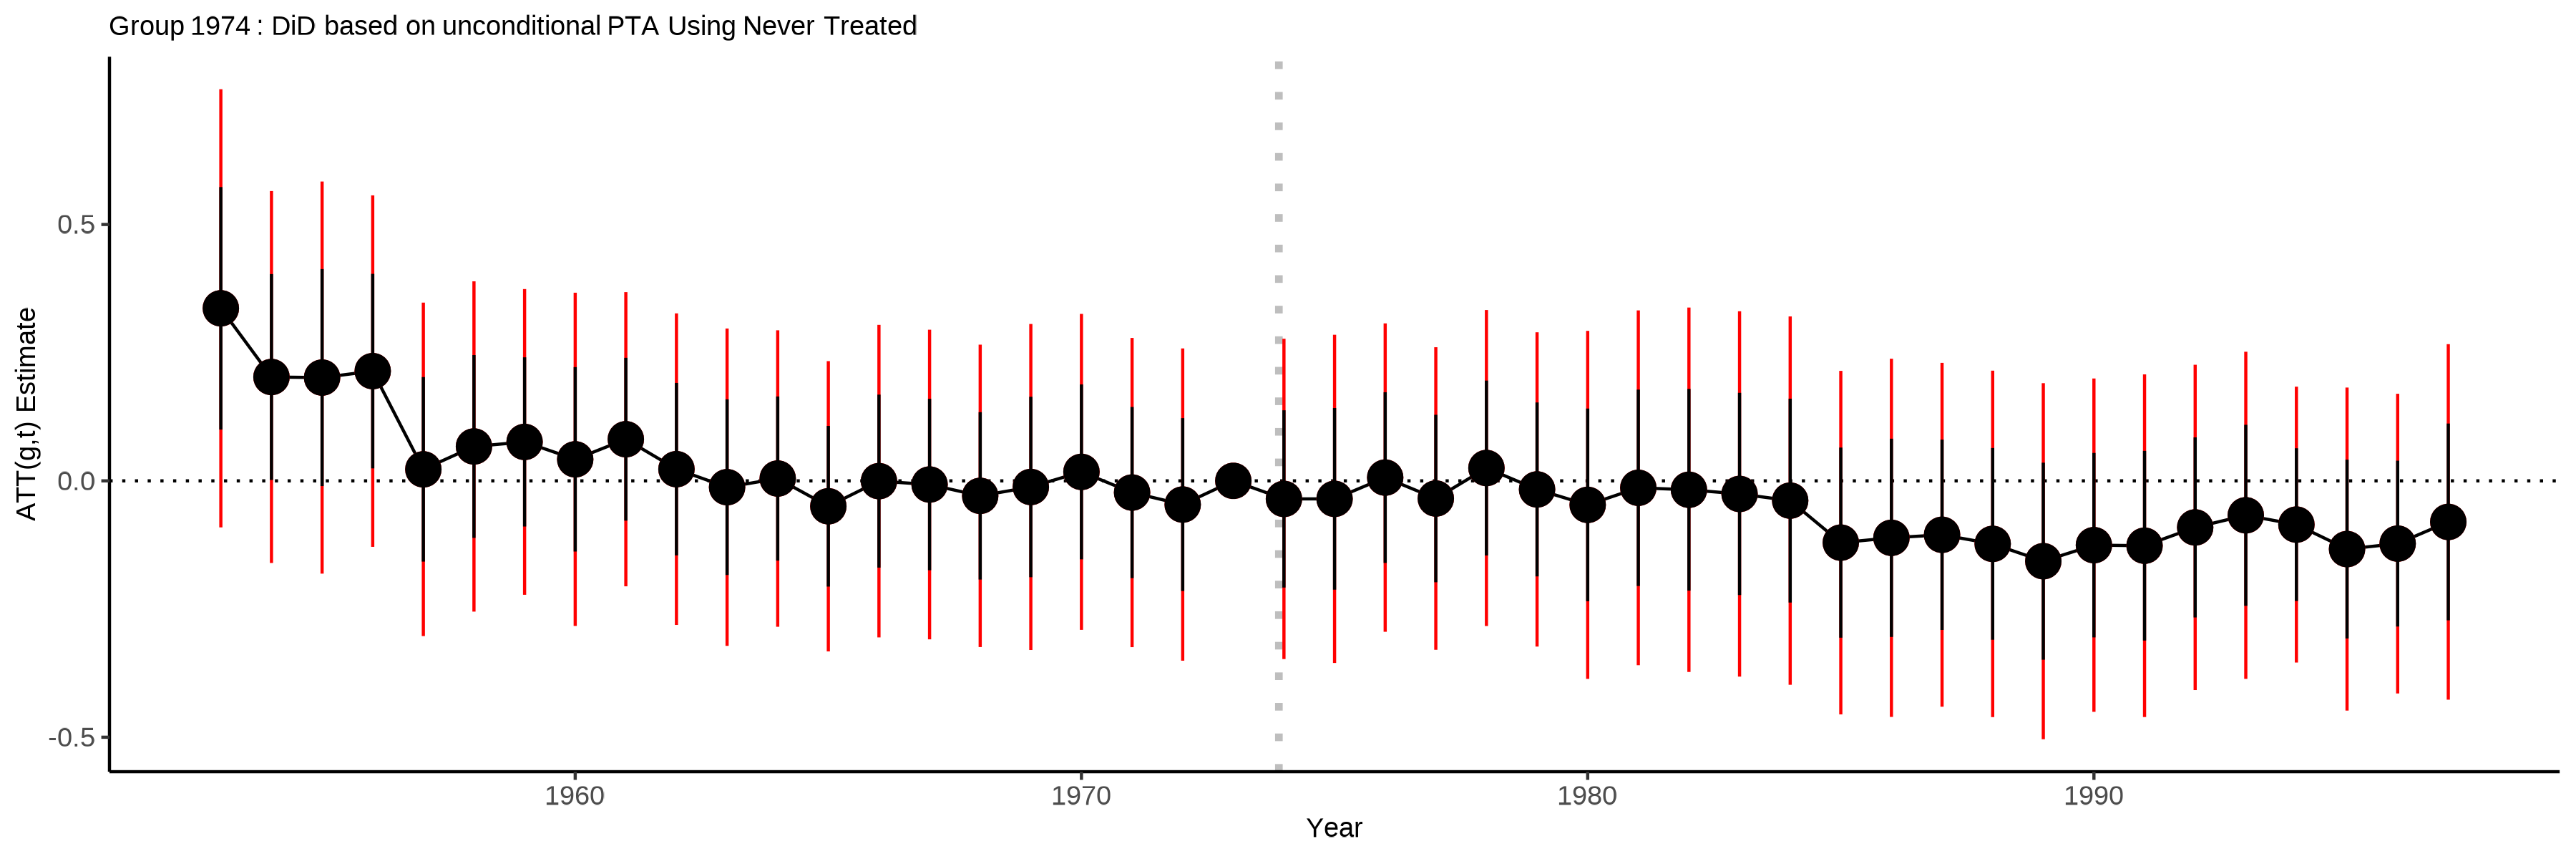 Group 1974 : DiD based on unconditional PTA Using Never Treated
ATT(g,t) Estimate
0.5
0.0
-0.5
1960
1970
1980
1990
Year